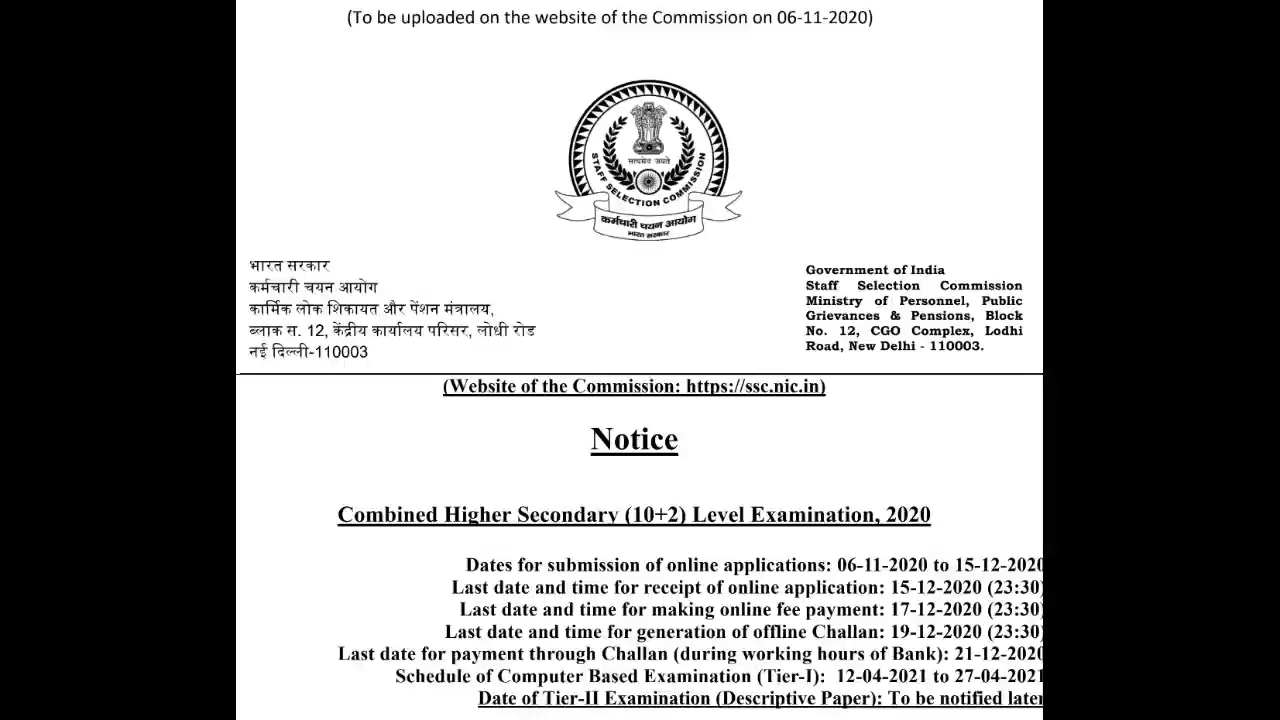 (To be uploaded on the website of the Commission on 06-11-2020)
सत्यमेव जयते
STAFF SELECTION COMMISSION
कर्मचारी चयन आयोग
भारत सरकार
भारत सरकार
कर्मचारी चयन आयोग
कार्मिक लोक शिकायत और पेंशन मंत्रालय,
ब्लाक स. 12, केंद्रीय कार्यालय परिसर, लोधी रोड
नई दिल्ली-110003
Government of India
Staff Selection Commission
Ministry of Personnel, Public
Grievances & Pensions, Block
No. 12, CGO Complex, Lodhi
Road, New Delhi - 110003.
(Website of the Commission: https://ssc.nic.in)
Notice
Combined Higher Secondary (10+2) Level Examination, 2020
Dates for submission of online applications: 06-11-2020 to 15-12-2020
Last date and time for receipt of online application: 15-12-2020 (23:30)
Last date and time for making online fee payment: 17-12-2020 (23:30)
Last date and time for generation of offline Challan: 19-12-2020 (23:30)
Last date for payment through Challan (during working hours of Bank): 21-12-2020
Schedule of Computer Based Examination (Tier-I): 12-04-2021 to 27-04-2021
Date of Tier-II Examination (Descriptive Paper): To be notified later